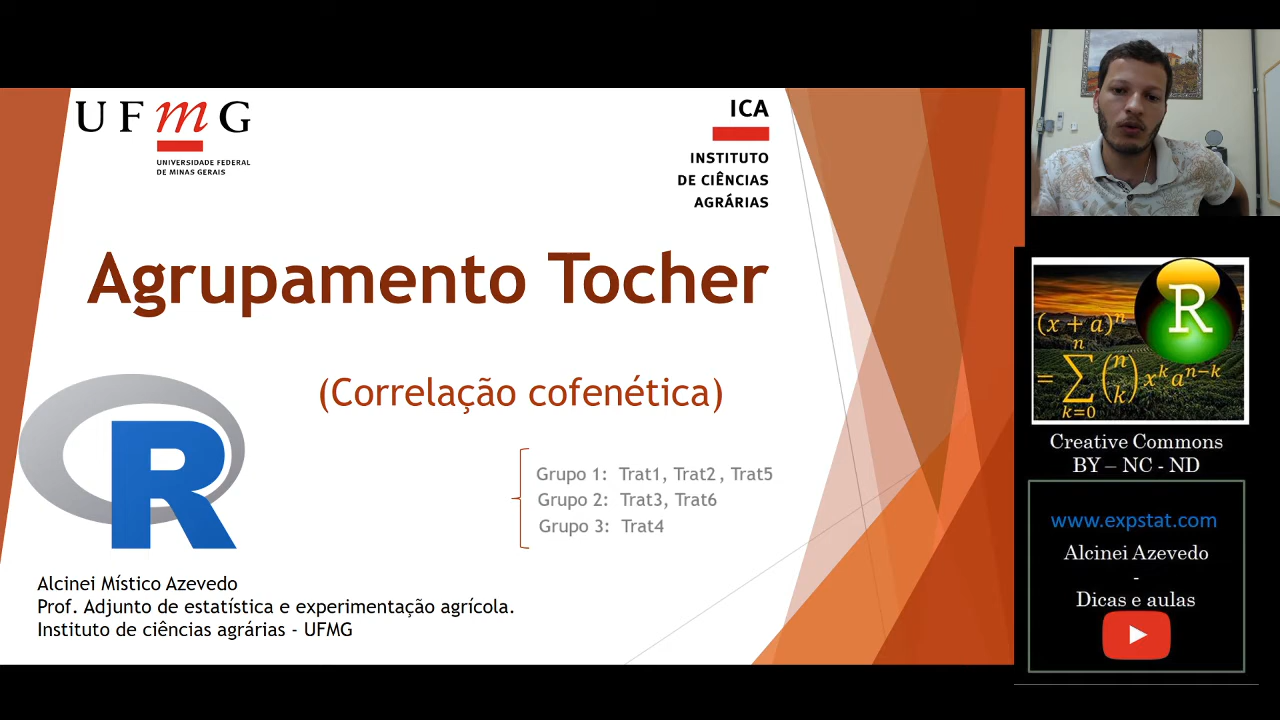 UFmG
UNIVERSIDADE FEDERAL
DE MINAS GERAIS
ICA
INSTITUTO
DE CIÊNCIAS
AGRÁRIAS
Agrupamento Tocher
(Correlação cofenética)
Grupo 1: Trat1, Trat2 , Trat5
Grupo 2: Trat3, Trat6
Grupo 3: Trat4
R
Alcinei Místico Azevedo
Prof. Adjunto de estatística e experimentação agrícola.
Instituto de ciências agrárias - UFMG
R
(x + a)^n
= ∑_{k=0}^{n} (n k) x^k a^{n-k}
Creative Commons
BY – NC - ND
www.expstat.com
Alcinei Azevedo
-
Dicas e aulas